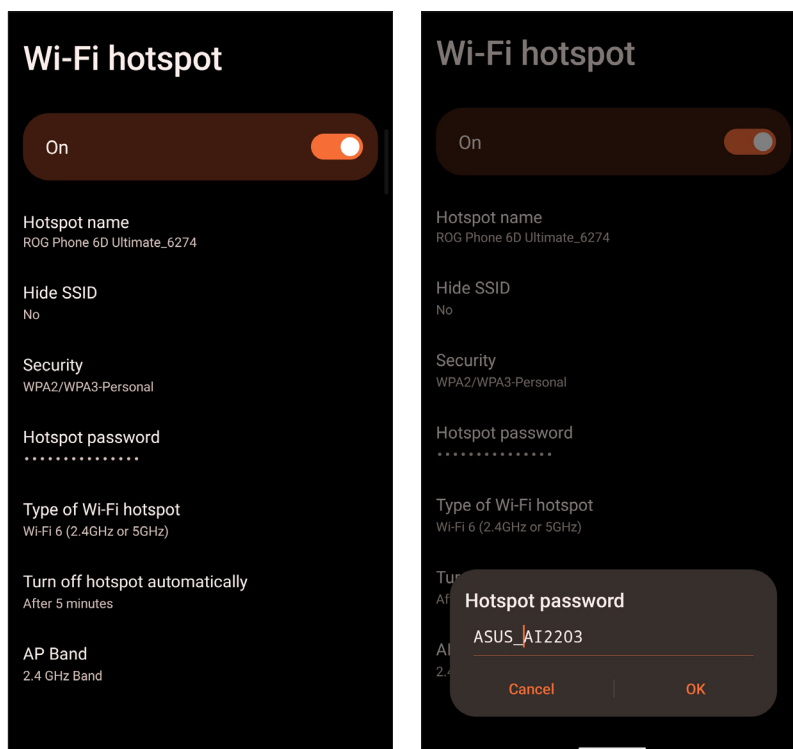 Wi-Fi hotspot
On
Hotspot name
ROG Phone 6D Ultimate_6274
Hide SSID
No
Security
WPA2/WPA3-Personal
Hotspot password
•••••••••••••••
Type of Wi-Fi hotspot
Wi-Fi 6 (2.4GHz or 5GHz)
Turn off hotspot automatically
After 5 minutes
AP Band
2.4 GHz Band
Wi-Fi hotspot
On
Hotspot name
ROG Phone 6D Ultimate_6274
Hide SSID
No
Security
WPA2/WPA3-Personal
Hotspot password
•••••••••••••••
Type of Wi-Fi hotspot
Wi-Fi 6 (2.4GHz or 5GHz)
Hotspot password
ASUS_AI2203
Cancel OK